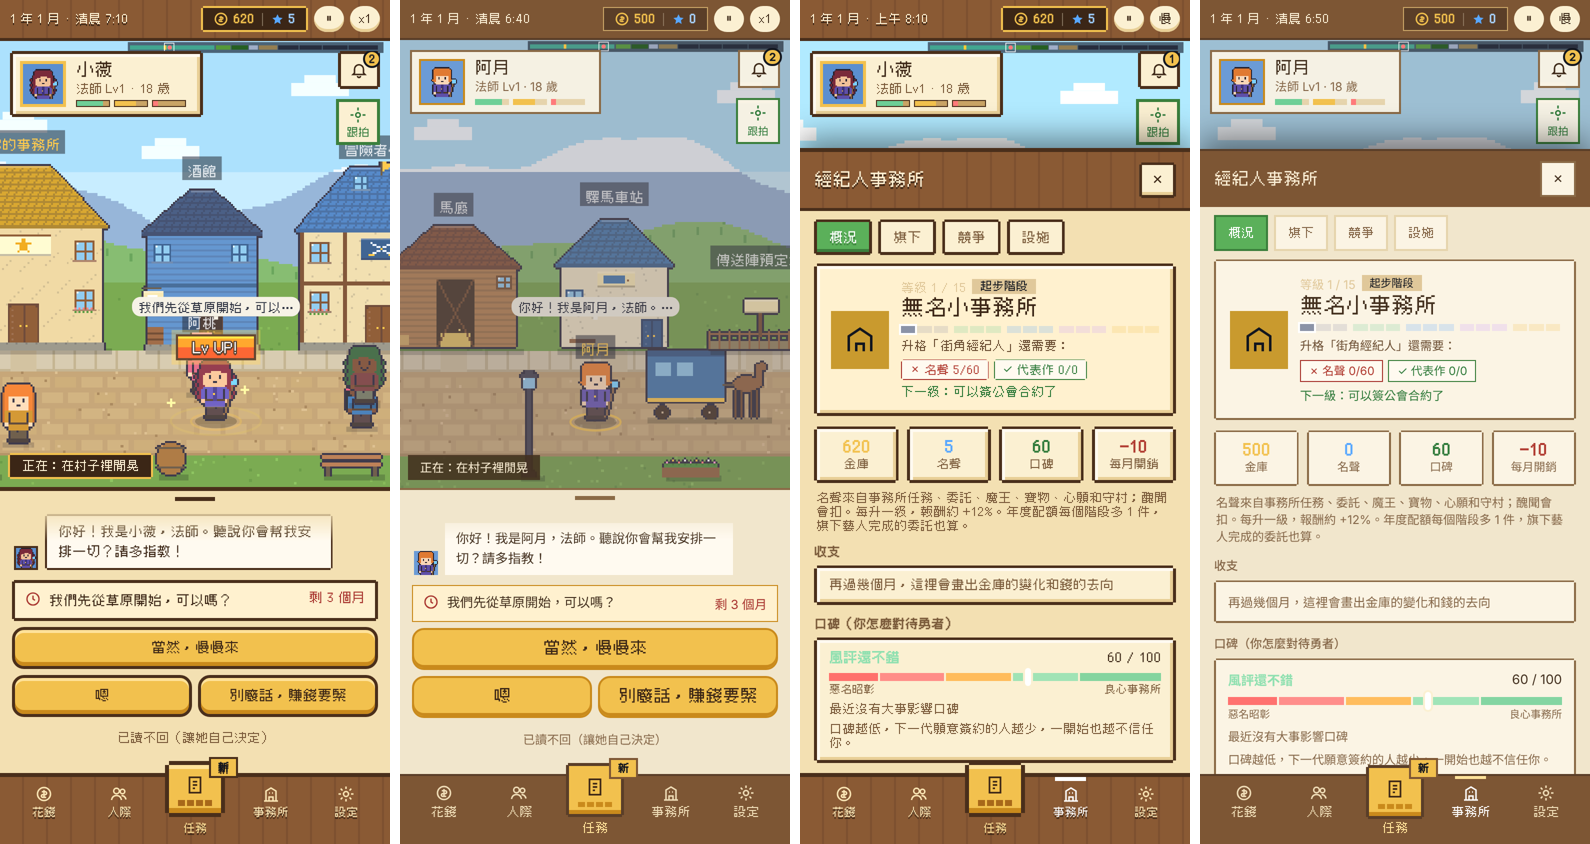 1 年 1 月 · 清晨 7:10
620
5
x1
小薇
法師 Lv1 · 18 歲
2
跟拍
的事務所
酒館
冒險者
我們先從草原開始，可以…
阿桃
Lv UP!
正在：在村子裡閒晃
你好！我是小薇，法師。聽說你會幫我安
排一切？請多指教！
我們先從草原開始，可以嗎？
剩 3 個月
當然，慢慢來
嗯
別廢話，賺錢要緊
已讀不回（讓她自己決定）
新
花錢
人際
任務
事務所
設定
1 年 1 月 · 清晨 6:40
500
0
x1
阿月
法師 Lv1 · 18 歲
2
跟拍
馬廄
驛馬車站
傳送陣預定
你好！我是阿月，法師。…
阿月
正在：在村子裡閒晃
你好！我是阿月，法師。聽說你會幫我安排一
切？請多指教！
我們先從草原開始，可以嗎？
剩 3 個月
當然，慢慢來
嗯
別廢話，賺錢要緊
已讀不回（讓她自己決定）
新
花錢
人際
任務
事務所
設定
1 年 1 月 · 上午 8:10
620
5
慢
小薇
法師 Lv1 · 18 歲
1
跟拍
經紀人事務所
×
概況
旗下
競爭
設施
等級 1 / 15
起步階段
無名小事務所
升格「街角經紀人」還需要：
× 名聲 5/60
✓ 代表作 0/0
下一級：可以簽公會合約了
620
金庫
5
名聲
60
口碑
−10
每月開銷
名聲來自事務所任務、委託、魔王、寶物、心願和守村；醜聞
會扣。每升一級，報酬約 +12%。年度配額每個階段多 1 件，
旗下藝人完成的委託也算。
收支
再過幾個月，這裡會畫出金庫的變化和錢的去向
口碑（你怎麼對待勇者）
風評還不錯
60 / 100
惡名昭彰
良心事務所
最近沒有大事影響口碑
口碑越低，下一代願意簽約的人越少，一開始也越不信任
你。
花錢
人際
任務
事務所
設定
1 年 1 月 · 清晨 6:50
500
0
慢
阿月
法師 Lv1 · 18 歲
2
跟拍
經紀人事務所
×
概況
旗下
競爭
設施
等級 1 / 15
起步階段
無名小事務所
升格「街角經紀人」還需要：
× 名聲 0/60
✓ 代表作 0/0
下一級：可以簽公會合約了
500
金庫
0
名聲
60
口碑
−10
每月開銷
名聲來自事務所任務、委託、魔王、寶物、心願和守村；醜聞會
扣。每升一級，報酬約 +12%。年度配額每個階段多 1 件，旗下藝
人完成的委託也算。
收支
再過幾個月，這裡會畫出金庫的變化和錢的去向
口碑（你怎麼對待勇者）
風評還不錯
60 / 100
惡名昭彰
良心事務所
最近沒有大事影響口碑
口碑越低，下一代願意簽約的人越少，一開始也越不信任你。
新
花錢
人際
任務
事務所
設定